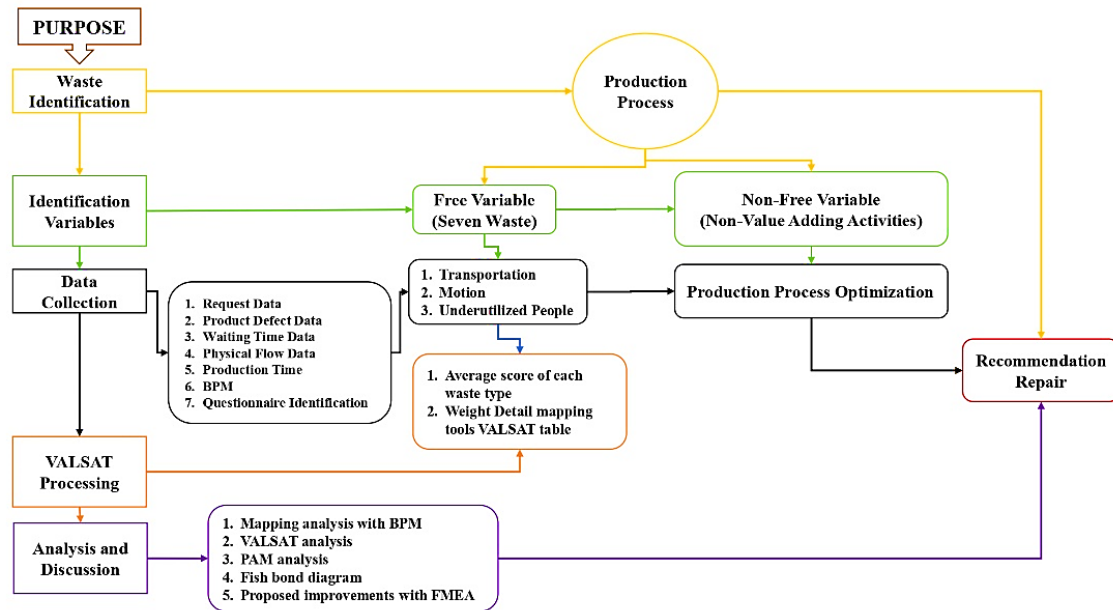 PURPOSE
Waste
Identification
Production
Process
Identification
Variables
Free Variable
(Seven Waste)
Non-Free Variable
(Non-Value Adding Activities)
Data
Collection
1. Request Data
2. Product Defect Data
3. Waiting Time Data
4. Physical Flow Data
5. Production Time
6. BPM
7. Questionnaire Identification
1. Transportation
2. Motion
3. Underutilized People
Production Process Optimization
Recommendation
Repair
1. Average score of each
waste type
2. Weight Detail mapping
tools VALSAT table
VALSAT
Processing
Analysis and
Discussion
1. Mapping analysis with BPM
2. VALSAT analysis
3. PAM analysis
4. Fish bond diagram
5. Proposed improvements with FMEA